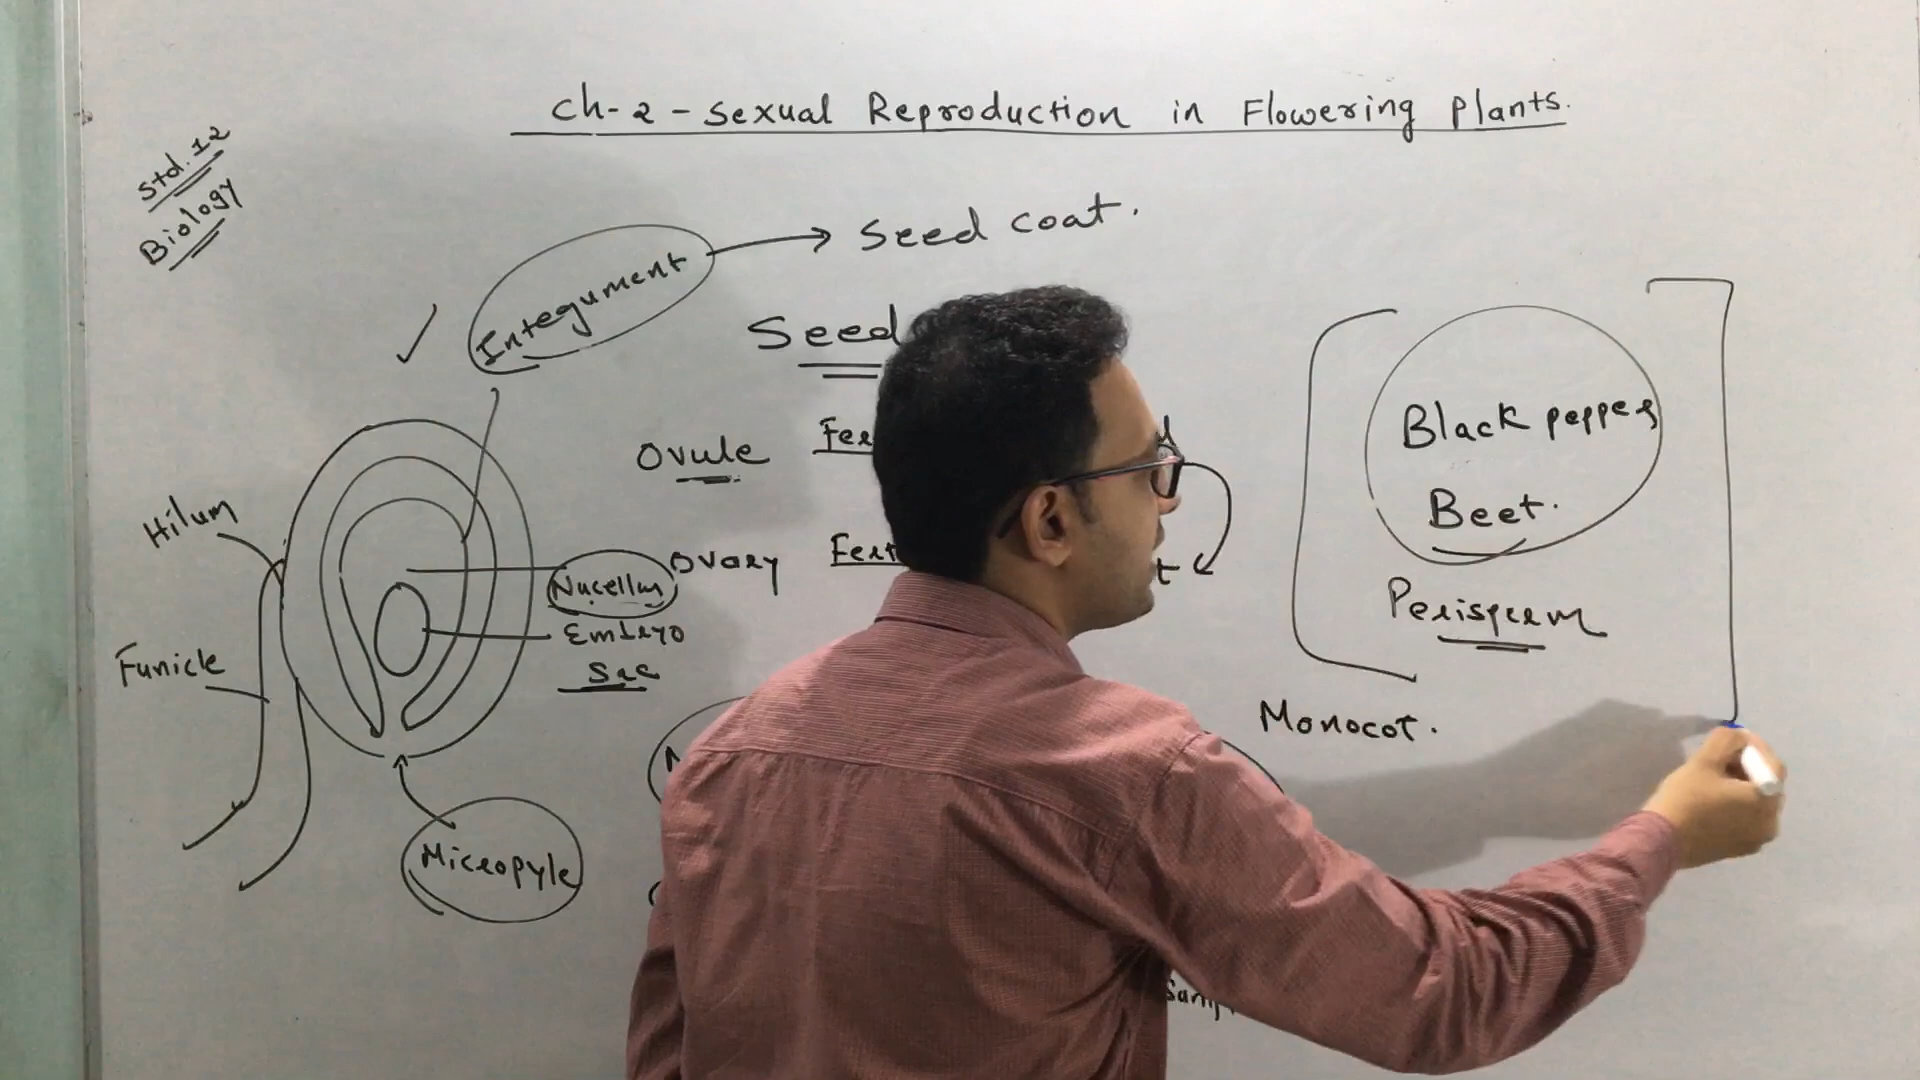 Ch-2 - Sexual Reproduction in Flowering Plants.
Std. 12
Biology
Integument → Seed coat.
Seed
Ovule
Hilum
Ovary
Nucellus
Embryo
Sac
Funicle
Micropyle
Black pepper
Beet.
Perisperm
Monocot.